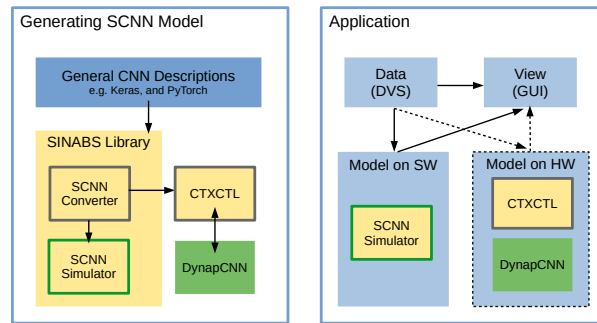 Generating SCNN Model
General CNN Descriptions
e.g. Keras, and PyTorch
SINABS Library
SCNN
Converter
CTXCTL
SCNN
Simulator
DynapCNN
Application
Data
(DVS)
View
(GUI)
Model on SW
Model on HW
SCNN
Simulator
CTXCTL
DynapCNN